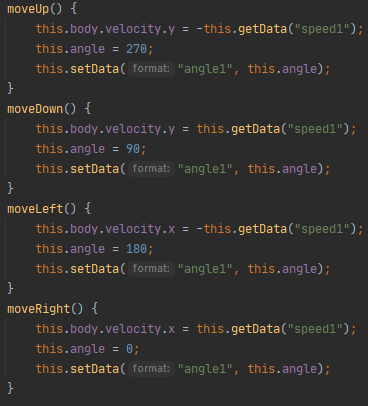 moveUp() {
    this.body.velocity.y = -this.getData("speed1");
    this.angle = 270;
    this.setData( format: "angle1", this.angle);
}
moveDown() {
    this.body.velocity.y = this.getData("speed1");
    this.angle = 90;
    this.setData( format: "angle1", this.angle);
}
moveLeft() {
    this.body.velocity.x = -this.getData("speed1");
    this.angle = 180;
    this.setData( format: "angle1", this.angle);
}
moveRight() {
    this.body.velocity.x = this.getData("speed1");
    this.angle = 0;
    this.setData( format: "angle1", this.angle);
}